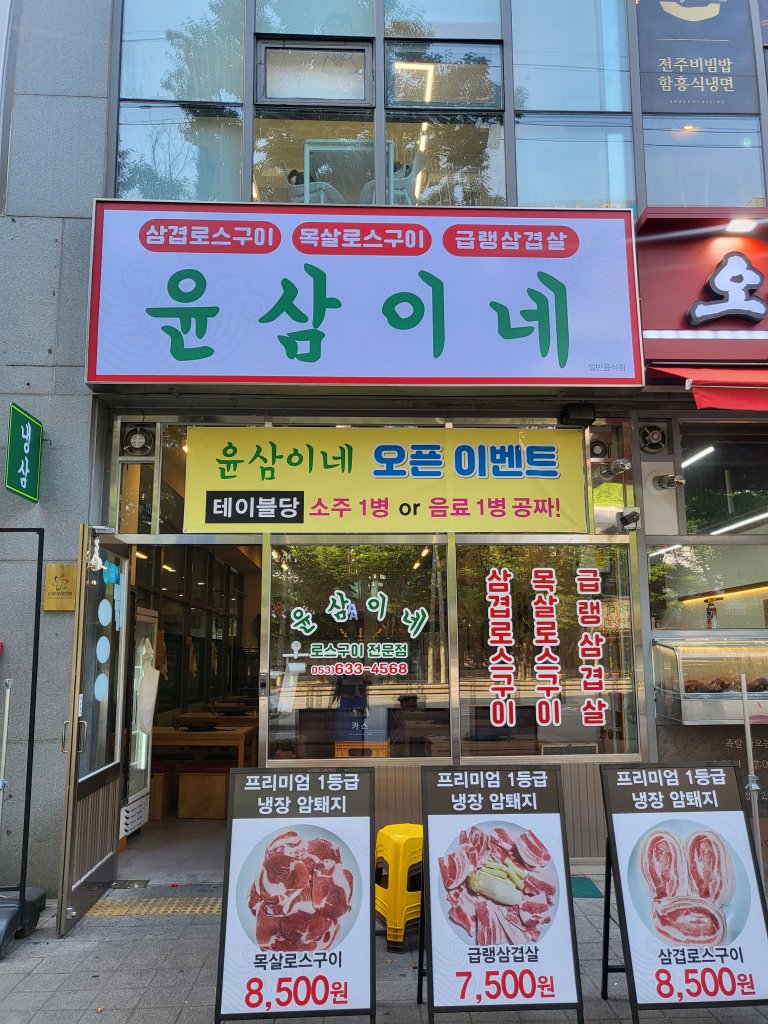 전주비빔밥
함흥식냉면
KOREAN CUISINE
삼겹로스구이 목살로스구이 급랭삼겹살
윤삼이네
일반음식점
오
냉삼
윤삼이네 오픈 이벤트
테이블당 소주 1병 or 음료 1병 공짜!
윤삼이네
로스구이 전문점
053)633-4568
카스
삼겹로스구이
목살로스구이
급랭삼겹살
프리미엄 1등급
냉장 암퇘지
목살로스구이
8,500원
프리미엄 1등급
냉장 암퇘지
급랭삼겹살
7,500원
프리미엄 1등급
냉장 암퇘지
삼겹로스구이
8,500원